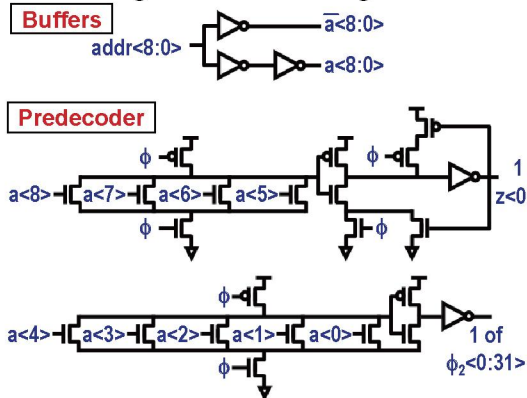 Buffers
a<8:0>
addr<8:0>
a<8:0>
Predecoder
ϕ
ϕ
1
a<8> a<7> a<6> a<5>
z<0
ϕ
ϕ
ϕ
a<4> a<3> a<2> a<1> a<0>
1 of
ϕ
ϕ₂<0:31>